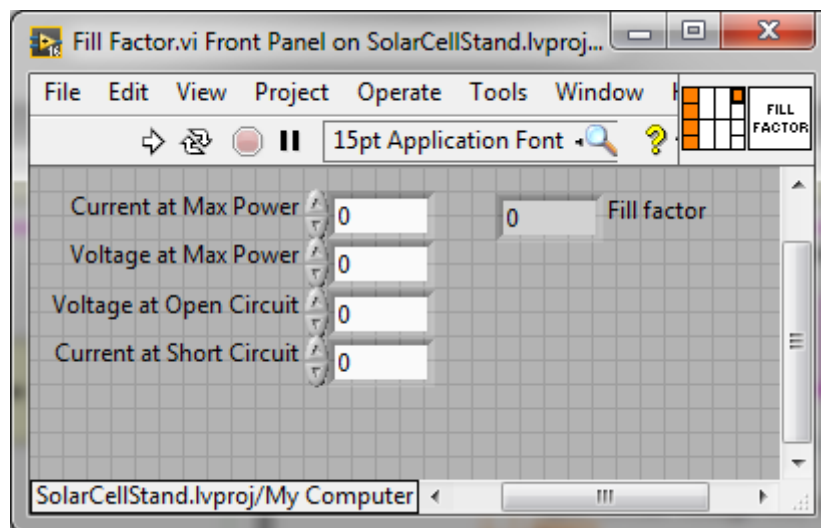 Fill Factor.vi Front Panel on SolarCellStand.lvproj...
File Edit View Project Operate Tools Window
15pt Application Font
FILL
FACTOR
Current at Max Power 0
0 Fill factor
Voltage at Max Power 0
Voltage at Open Circuit 0
Current at Short Circuit 0
SolarCellStand.lvproj/My Computer